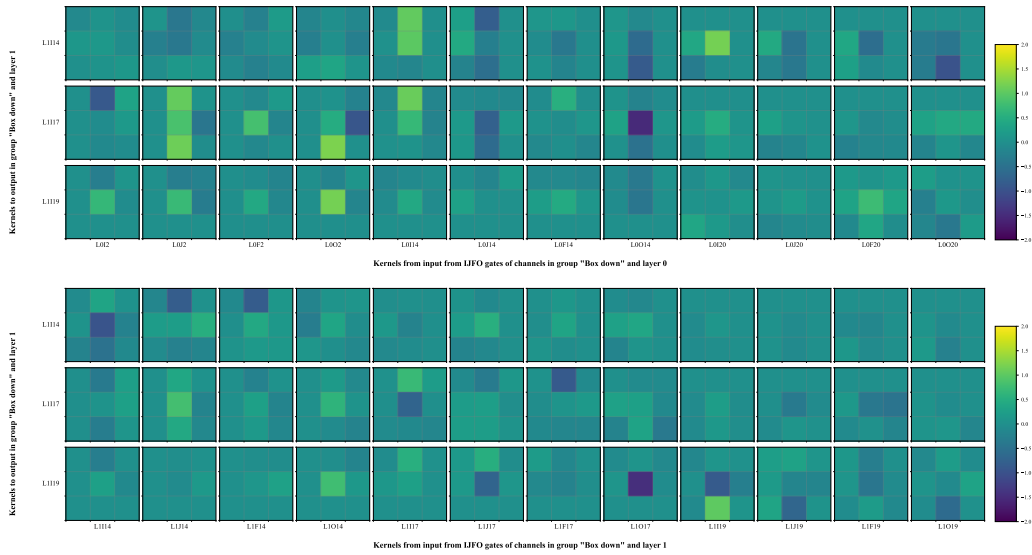 Kernels to output in group "Box down" and layer 1
L1I14
L1I17
L1I19
L0I2 L0J2 L0F2 L0O2 L0I14 L0J14 L0F14 L0O14 L0I20 L0J20 L0F20 L0O20
Kernels from input from IJFO gates of channels in group "Box down" and layer 0
2.0
1.5
1.0
0.5
0.0
−0.5
−1.0
−1.5
−2.0
Kernels to output in group "Box down" and layer 1
L1I14
L1I17
L1I19
L1I14 L1J14 L1F14 L1O14 L1I17 L1J17 L1F17 L1O17 L1I19 L1J19 L1F19 L1O19
Kernels from input from IJFO gates of channels in group "Box down" and layer 1
2.0
1.5
1.0
0.5
0.0
−0.5
−1.0
−1.5
−2.0